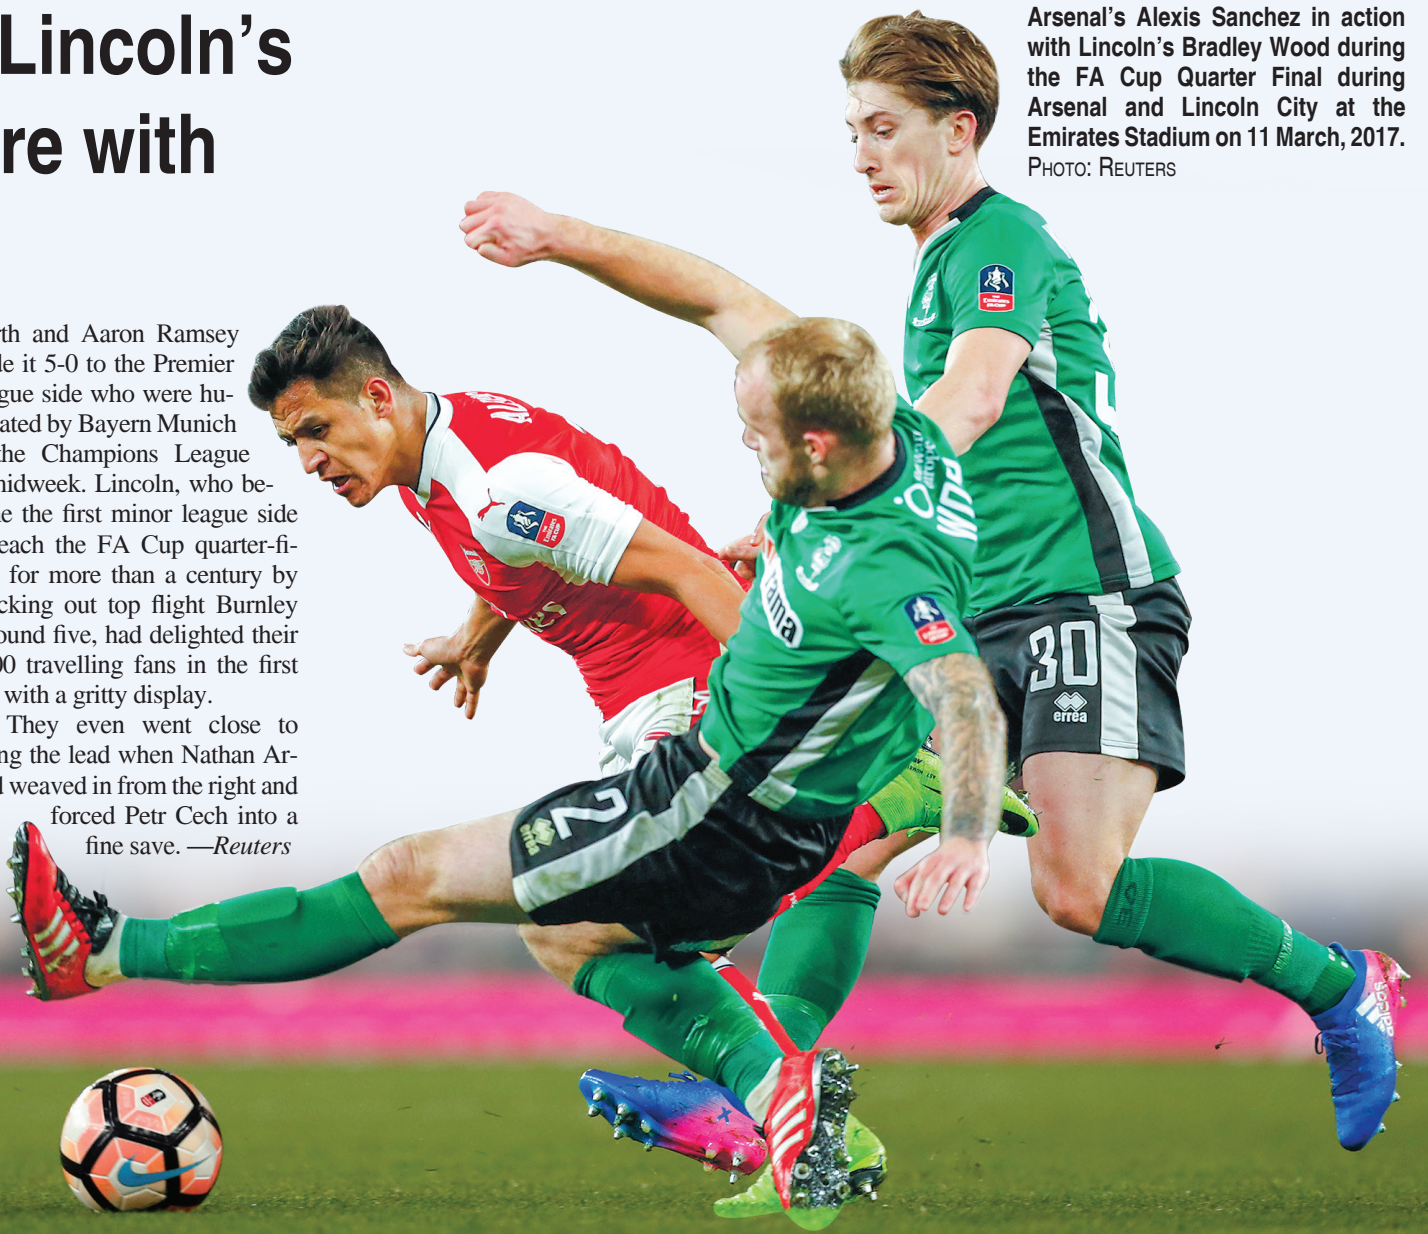 Lincoln’s
re with
Arsenal’s Alexis Sanchez in action
with Lincoln’s Bradley Wood during
the FA Cup Quarter Final during
Arsenal and Lincoln City at the
Emirates Stadium on 11 March, 2017.
PHOTO: REUTERS
rth and Aaron Ramsey
de it 5-0 to the Premier
gue side who were hu-
ated by Bayern Munich
the Champions League
midweek. Lincoln, who be-
e the first minor league side
each the FA Cup quarter-fi-
for more than a century by
cking out top flight Burnley
ound five, had delighted their
00 travelling fans in the first
with a gritty display.
They even went close to
ng the lead when Nathan Ar-
d weaved in from the right and
forced Petr Cech into a
fine save. —Reuters
30
errea
2
errea